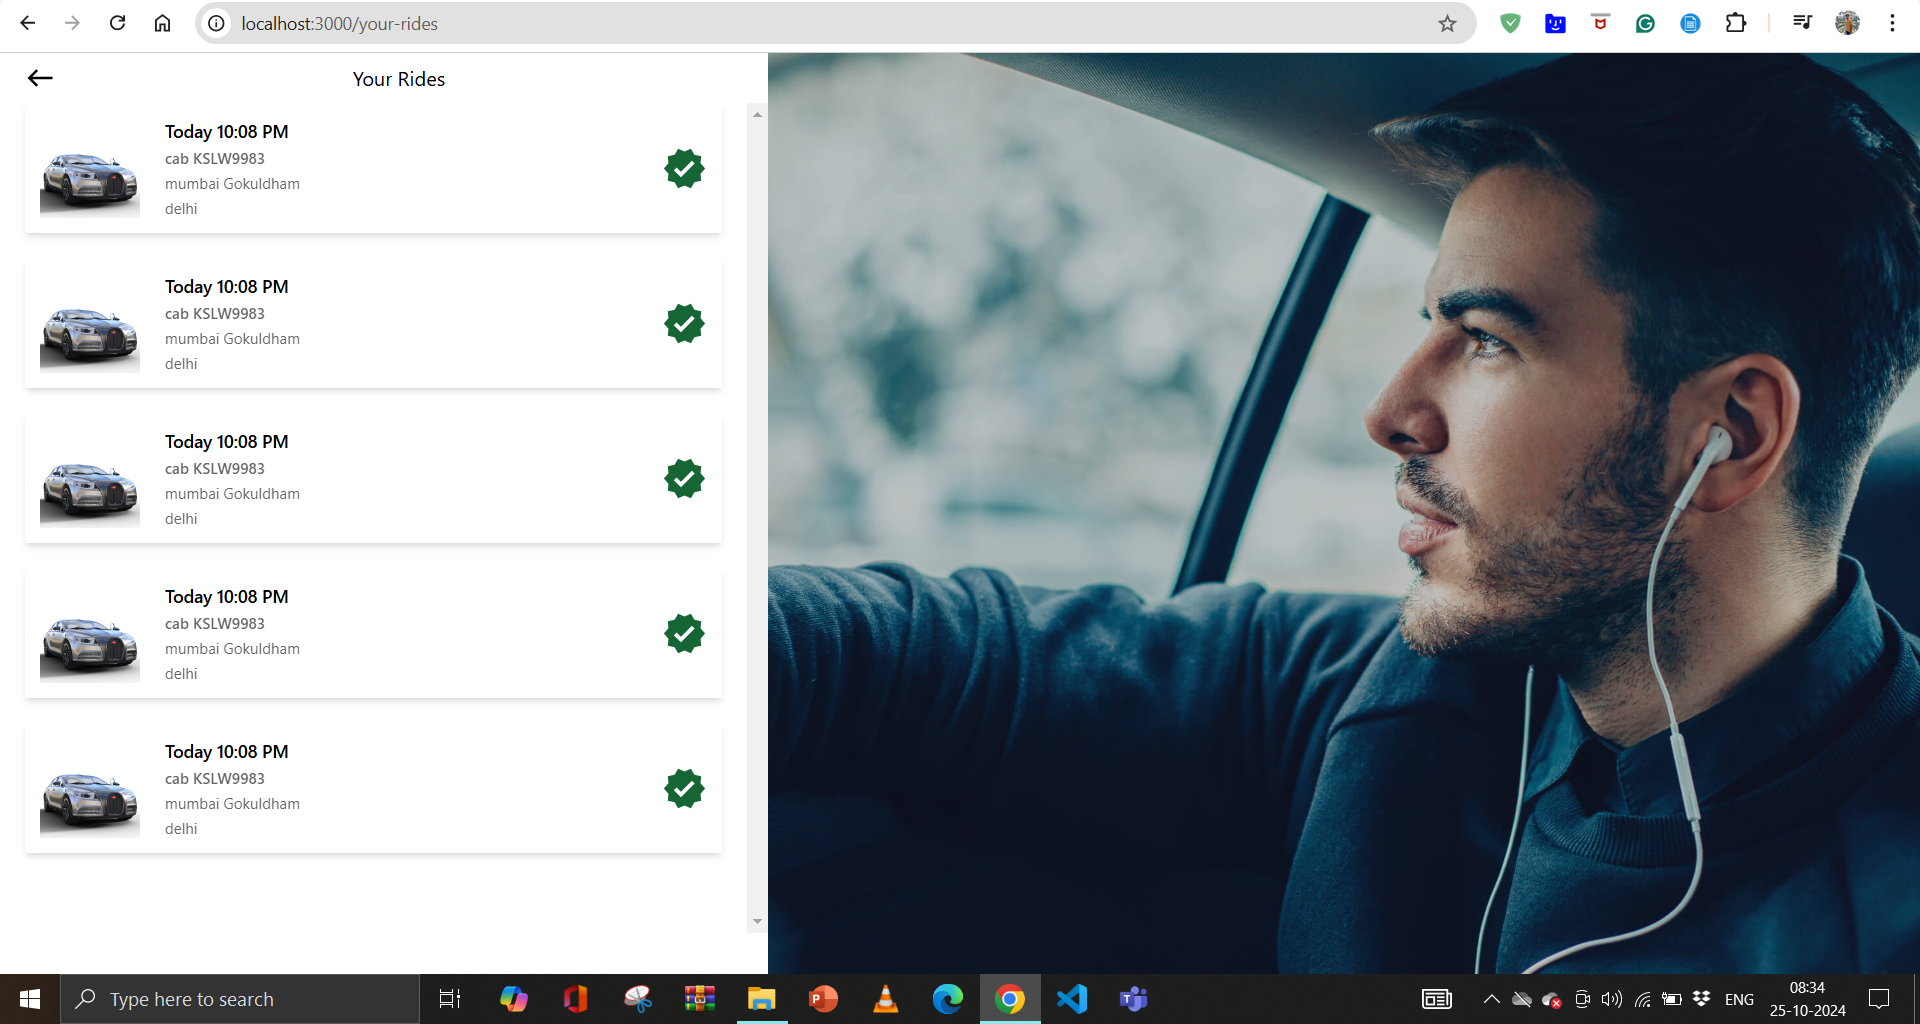 localhost:3000/your-rides
Your Rides
Today 10:08 PM
cab KSLW9983
mumbai Gokuldham
delhi
Today 10:08 PM
cab KSLW9983
mumbai Gokuldham
delhi
Today 10:08 PM
cab KSLW9983
mumbai Gokuldham
delhi
Today 10:08 PM
cab KSLW9983
mumbai Gokuldham
delhi
Today 10:08 PM
cab KSLW9983
mumbai Gokuldham
delhi
Type here to search
ENG
08:34
25-10-2024